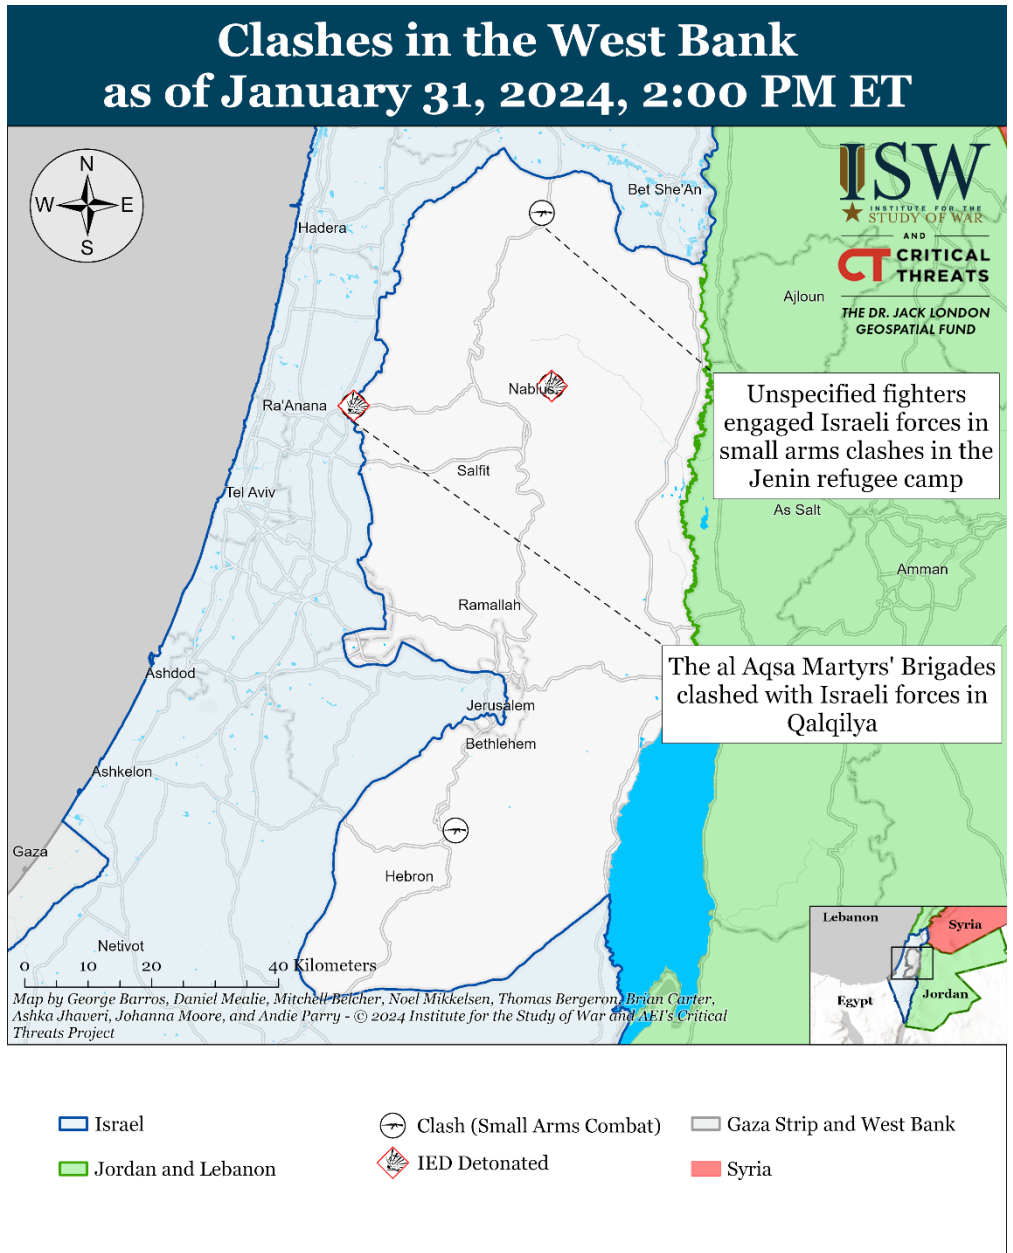 Clashes in the West Bank
as of January 31, 2024, 2:00 PM ET
N
W
E
S
Hadera
Bet She'An
ISW
INSTITUTE FOR THE
STUDY OF WAR
AND
CT CRITICAL
THREATS
THE DR. JACK LONDON
GEOSPATIAL FUND
Ajloun
Unspecified fighters
engaged Israeli forces in
small arms clashes in the
Jenin refugee camp
Nablus
Ra'Anana
Salfit
Tel Aviv
As Salt
Amman
Ramallah
The al Aqsa Martyrs' Brigades
clashed with Israeli forces in
Qalqilya
Ashdod
Jerusalem
Bethlehem
Ashkelon
Gaza
Hebron
Netivot
Lebanon
Syria
Egypt
Jordan
0 10 20 40 Kilometers
Map by George Barros, Daniel Mealie, Mitchell Belcher, Noel Mikkelsen, Thomas Bergeron, Brian Carter,
Ashka Jhaveri, Johanna Moore, and Andie Parry - © 2024 Institute for the Study of War and AEI's Critical
Threats Project
Israel
Clash (Small Arms Combat)
Gaza Strip and West Bank
Jordan and Lebanon
IED Detonated
Syria